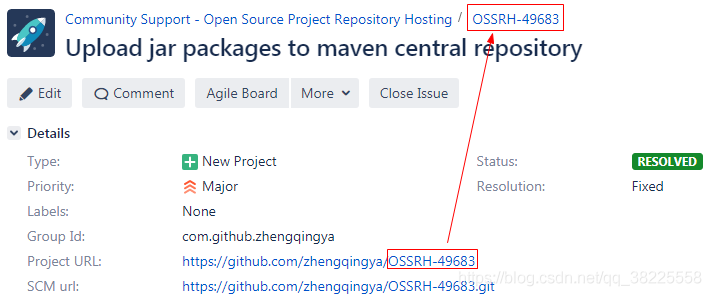 Community Support - Open Source Project Repository Hosting / OSSRH-49683
Upload jar packages to maven central repository
Edit Comment Agile Board More Close Issue
Details
Type: New Project Status: RESOLVED
Priority: Major Resolution: Fixed
Labels: None
Group Id: com.github.zhengqingya
Project URL: https://github.com/zhengqingya/OSSRH-49683
SCM url: https://github.com/zhengqingya/OSSRH-49683.git
https://blog.csdn.net/qq_38225558